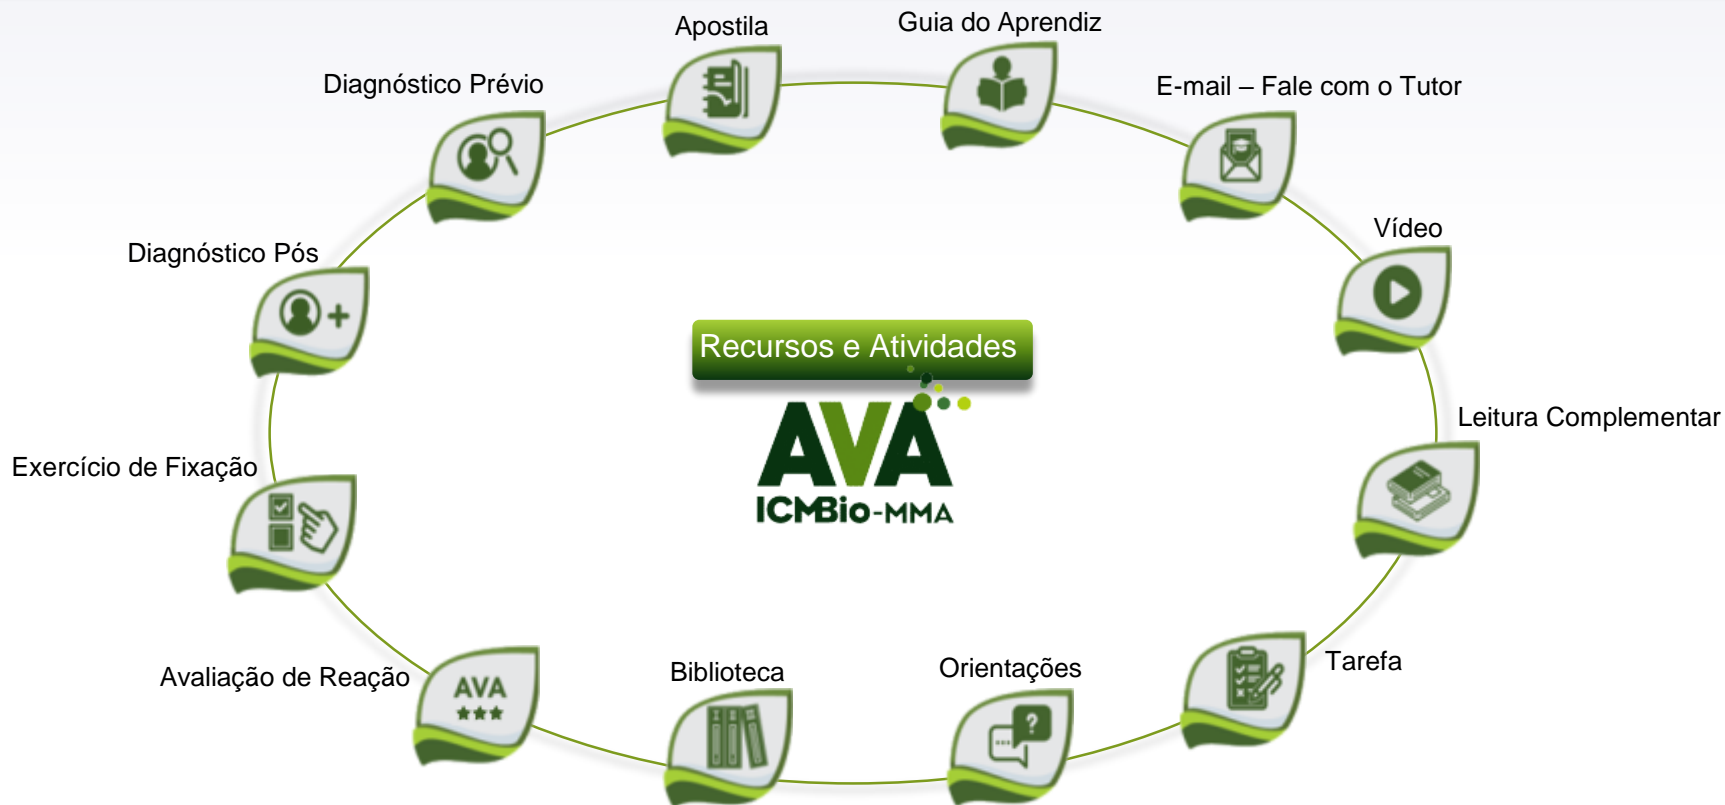 Apostila
Guia do Aprendiz
Diagnóstico Prévio
E-mail – Fale com o Tutor
Vídeo
Diagnóstico Pós
Recursos e Atividades
AVA
ICMBio-MMA
Leitura Complementar
Exercício de Fixação
Tarefa
Orientações
Biblioteca
Avaliação de Reação
AVA